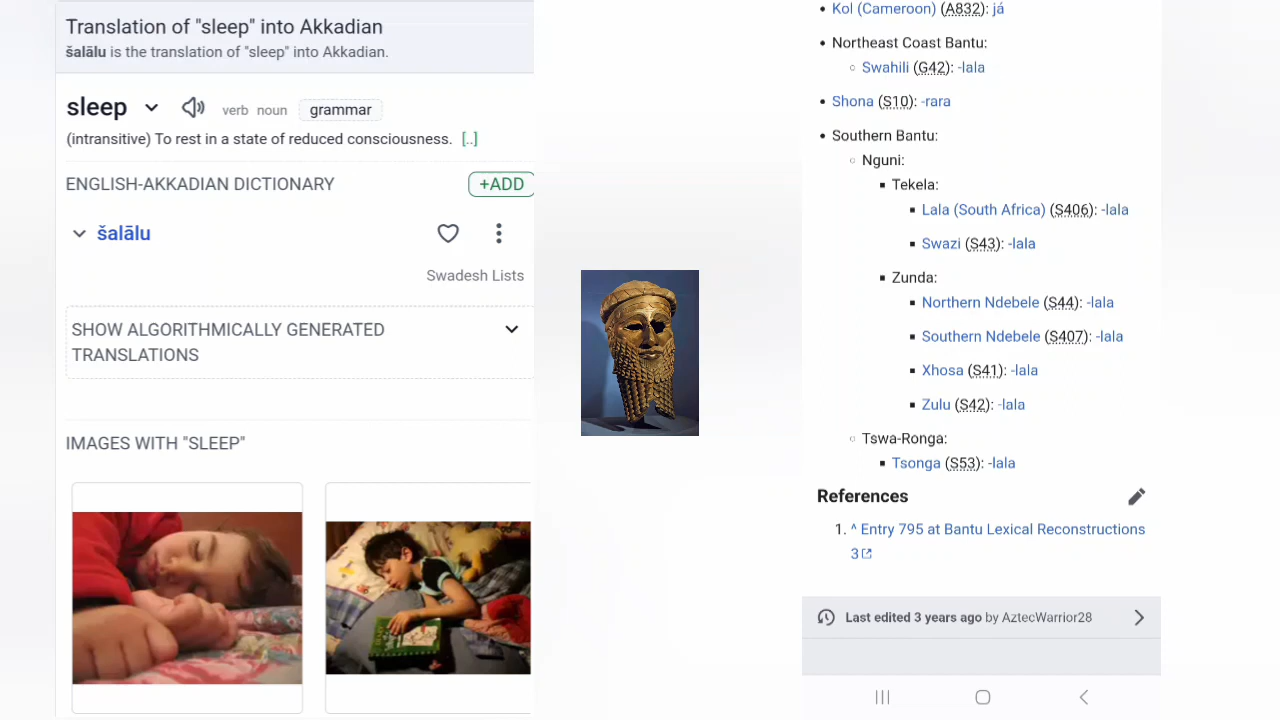 Translation of "sleep" into Akkadian
šalālu is the translation of "sleep" into Akkadian.
sleep verb noun grammar
(intransitive) To rest in a state of reduced consciousness. [..]
ENGLISH-AKKADIAN DICTIONARY +ADD
šalālu
Swadesh Lists
SHOW ALGORITHMICALLY GENERATED
TRANSLATIONS
IMAGES WITH "SLEEP"
• Kol (Cameroon) (A832): já
• Northeast Coast Bantu:
◦ Swahili (G42): -lala
• Shona (S10): -rara
• Southern Bantu:
◦ Nguni:
▪ Tekela:
▪ Lala (South Africa) (S406): -lala
▪ Swazi (S43): -lala
▪ Zunda:
▪ Northern Ndebele (S44): -lala
▪ Southern Ndebele (S407): -lala
▪ Xhosa (S41): -lala
▪ Zulu (S42): -lala
◦ Tswa-Ronga:
▪ Tsonga (S53): -lala
References
1. ^ Entry 795 at Bantu Lexical Reconstructions
3
Last edited 3 years ago by AztecWarrior28